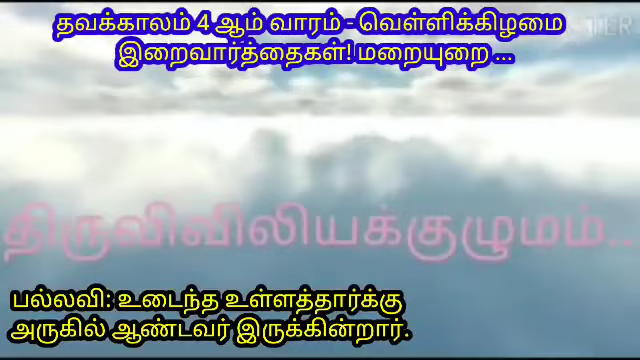 தவக்காலம் 4 ஆம் வாரம் - வெள்ளிக்கிழமை
இறைவார்த்தைகள்! மறையுறை ...
திருவிவிலியக்குழுமம்..
பல்லவி: உடைந்த உள்ளத்தார்க்கு
அருகில் ஆண்டவர் இருக்கின்றார்.